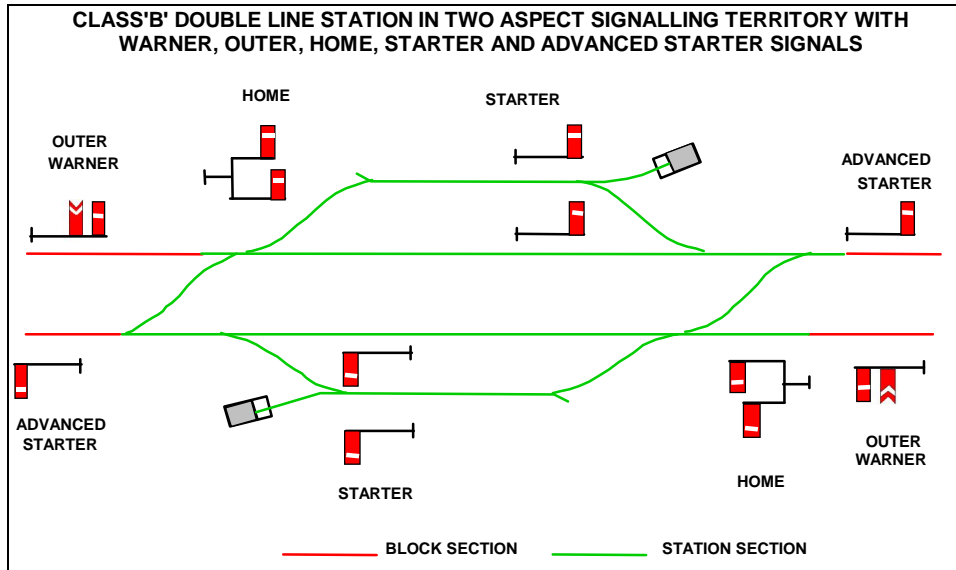 CLASS'B' DOUBLE LINE STATION IN TWO ASPECT SIGNALLING TERRITORY WITH
WARNER, OUTER, HOME, STARTER AND ADVANCED STARTER SIGNALS
HOME
STARTER
OUTER
WARNER
ADVANCED
STARTER
ADVANCED
STARTER
STARTER
HOME
OUTER
WARNER
BLOCK SECTION
STATION SECTION